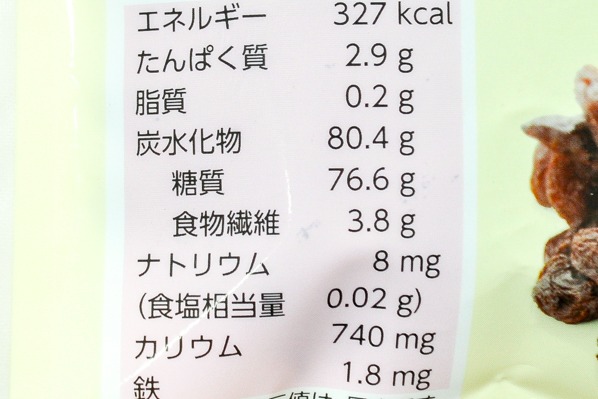 エネルギー 327 kcal
たんぱく質 2.9 g
脂質 0.2 g
炭水化物 80.4 g
糖質 76.6 g
食物繊維 3.8 g
ナトリウム 8 mg
(食塩相当量 0.02 g)
カリウム 740 mg
鉄 1.8 mg